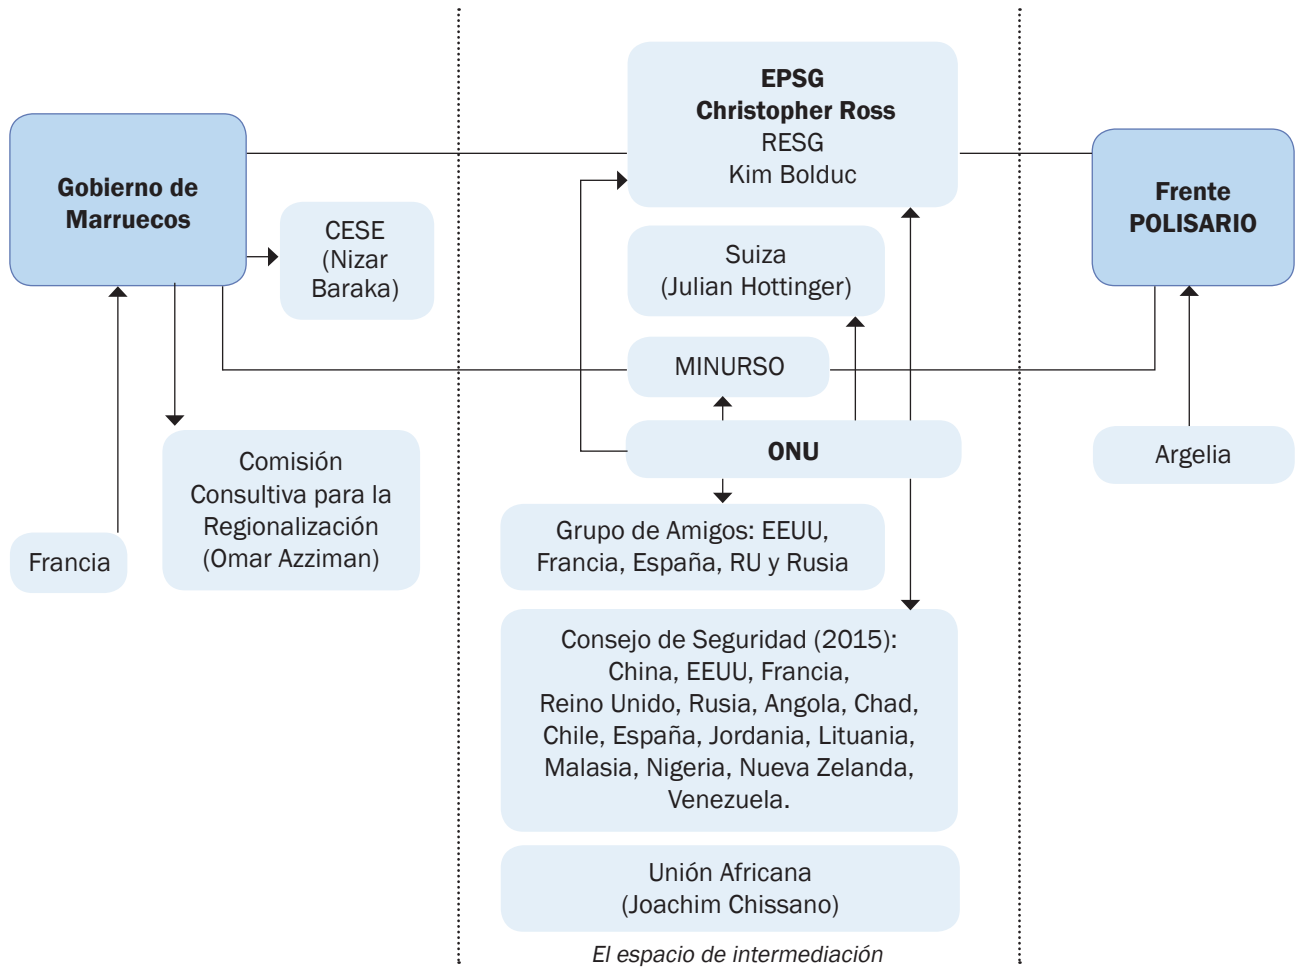 EPSG
Christopher Ross
RESG
Kim Bolduc
Gobierno de
Marruecos
Frente
POLISARIO
CESE
(Nizar
Baraka)
Suiza
(Julian Hottinger)
MINURSO
ONU
Argelia
Comisión
Consultiva para la
Regionalización
(Omar Azziman)
Francia
Grupo de Amigos: EEUU,
Francia, España, RU y Rusia
Consejo de Seguridad (2015):
China, EEUU, Francia,
Reino Unido, Rusia, Angola, Chad,
Chile, España, Jordania, Lituania,
Malasia, Nigeria, Nueva Zelanda,
Venezuela.
Unión Africana
(Joachim Chissano)
El espacio de intermediación